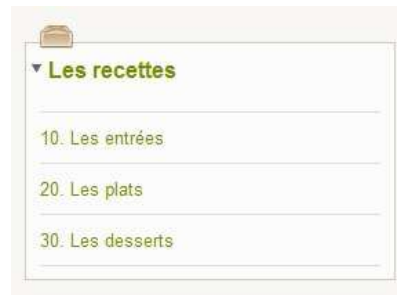 Les recettes
10. Les entrées
20. Les plats
30. Les desserts